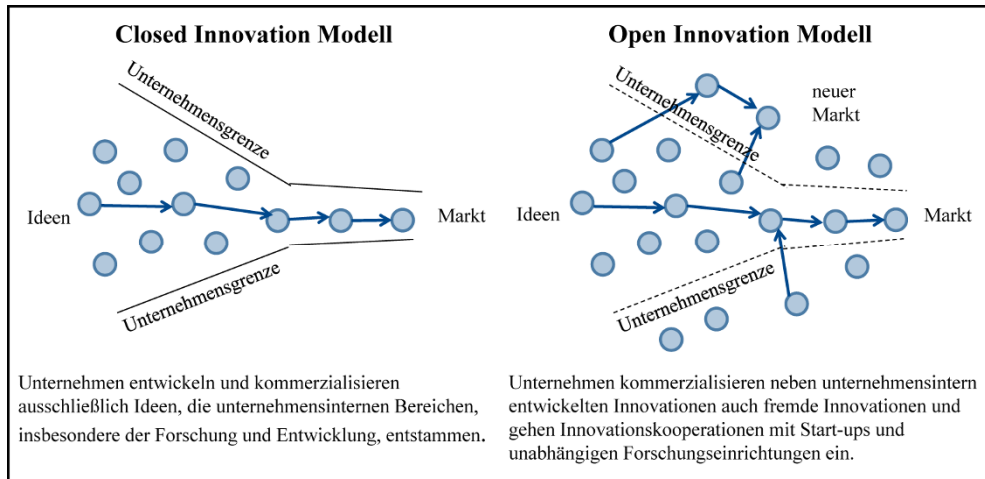 Closed Innovation Modell
Unternehmensgrenze
Ideen
Markt
Unternehmensgrenze
Unternehmen entwickeln und kommerzialisieren
ausschließlich Ideen, die unternehmensinternen Bereichen,
insbesondere der Forschung und Entwicklung, entstammen.
Open Innovation Modell
Unternehmensgrenze
neuer
Markt
Ideen
Markt
Unternehmensgrenze
Unternehmen kommerzialisieren neben unternehmensintern
entwickelten Innovationen auch fremde Innovationen und
gehen Innovationskooperationen mit Start-ups und
unabhängigen Forschungseinrichtungen ein.